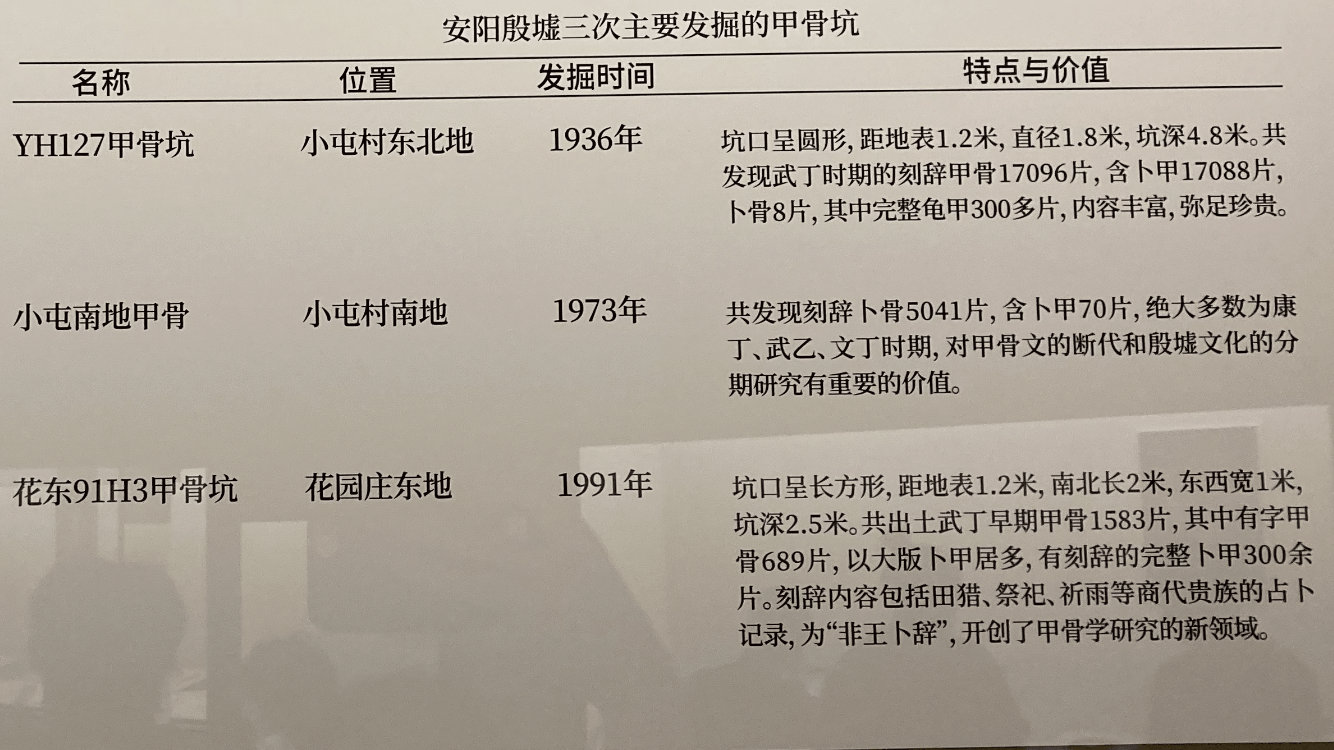 安阳殷墟三次主要发掘的甲骨坑
名称 位置 发掘时间 特点与价值
YH127甲骨坑 小屯村东北地 1936年 坑口呈圆形，距地表1.2米，直径1.8米，坑深4.8米。共
发现武丁时期的刻辞甲骨17096片，含卜甲17088片，
卜骨8片，其中完整龟甲300多片，内容丰富，弥足珍贵。
小屯南地甲骨 小屯村南地 1973年 共发现刻辞卜骨5041片，含卜甲70片，绝大多数为康
丁、武乙、文丁时期，对甲骨文的断代和殷墟文化的分
期研究有重要的价值。
花东91H3甲骨坑 花园庄东地 1991年 坑口呈长方形，距地表1.2米，南北长2米，东西宽1米，
坑深2.5米。共出土武丁早期甲骨1583片，其中有字甲
骨689片，以大版卜甲居多，有刻辞的完整卜甲300余
片。刻辞内容包括田猎、祭祀、祈雨等商代贵族的占卜
记录，为“非王卜辞”，开创了甲骨学研究的新领域。